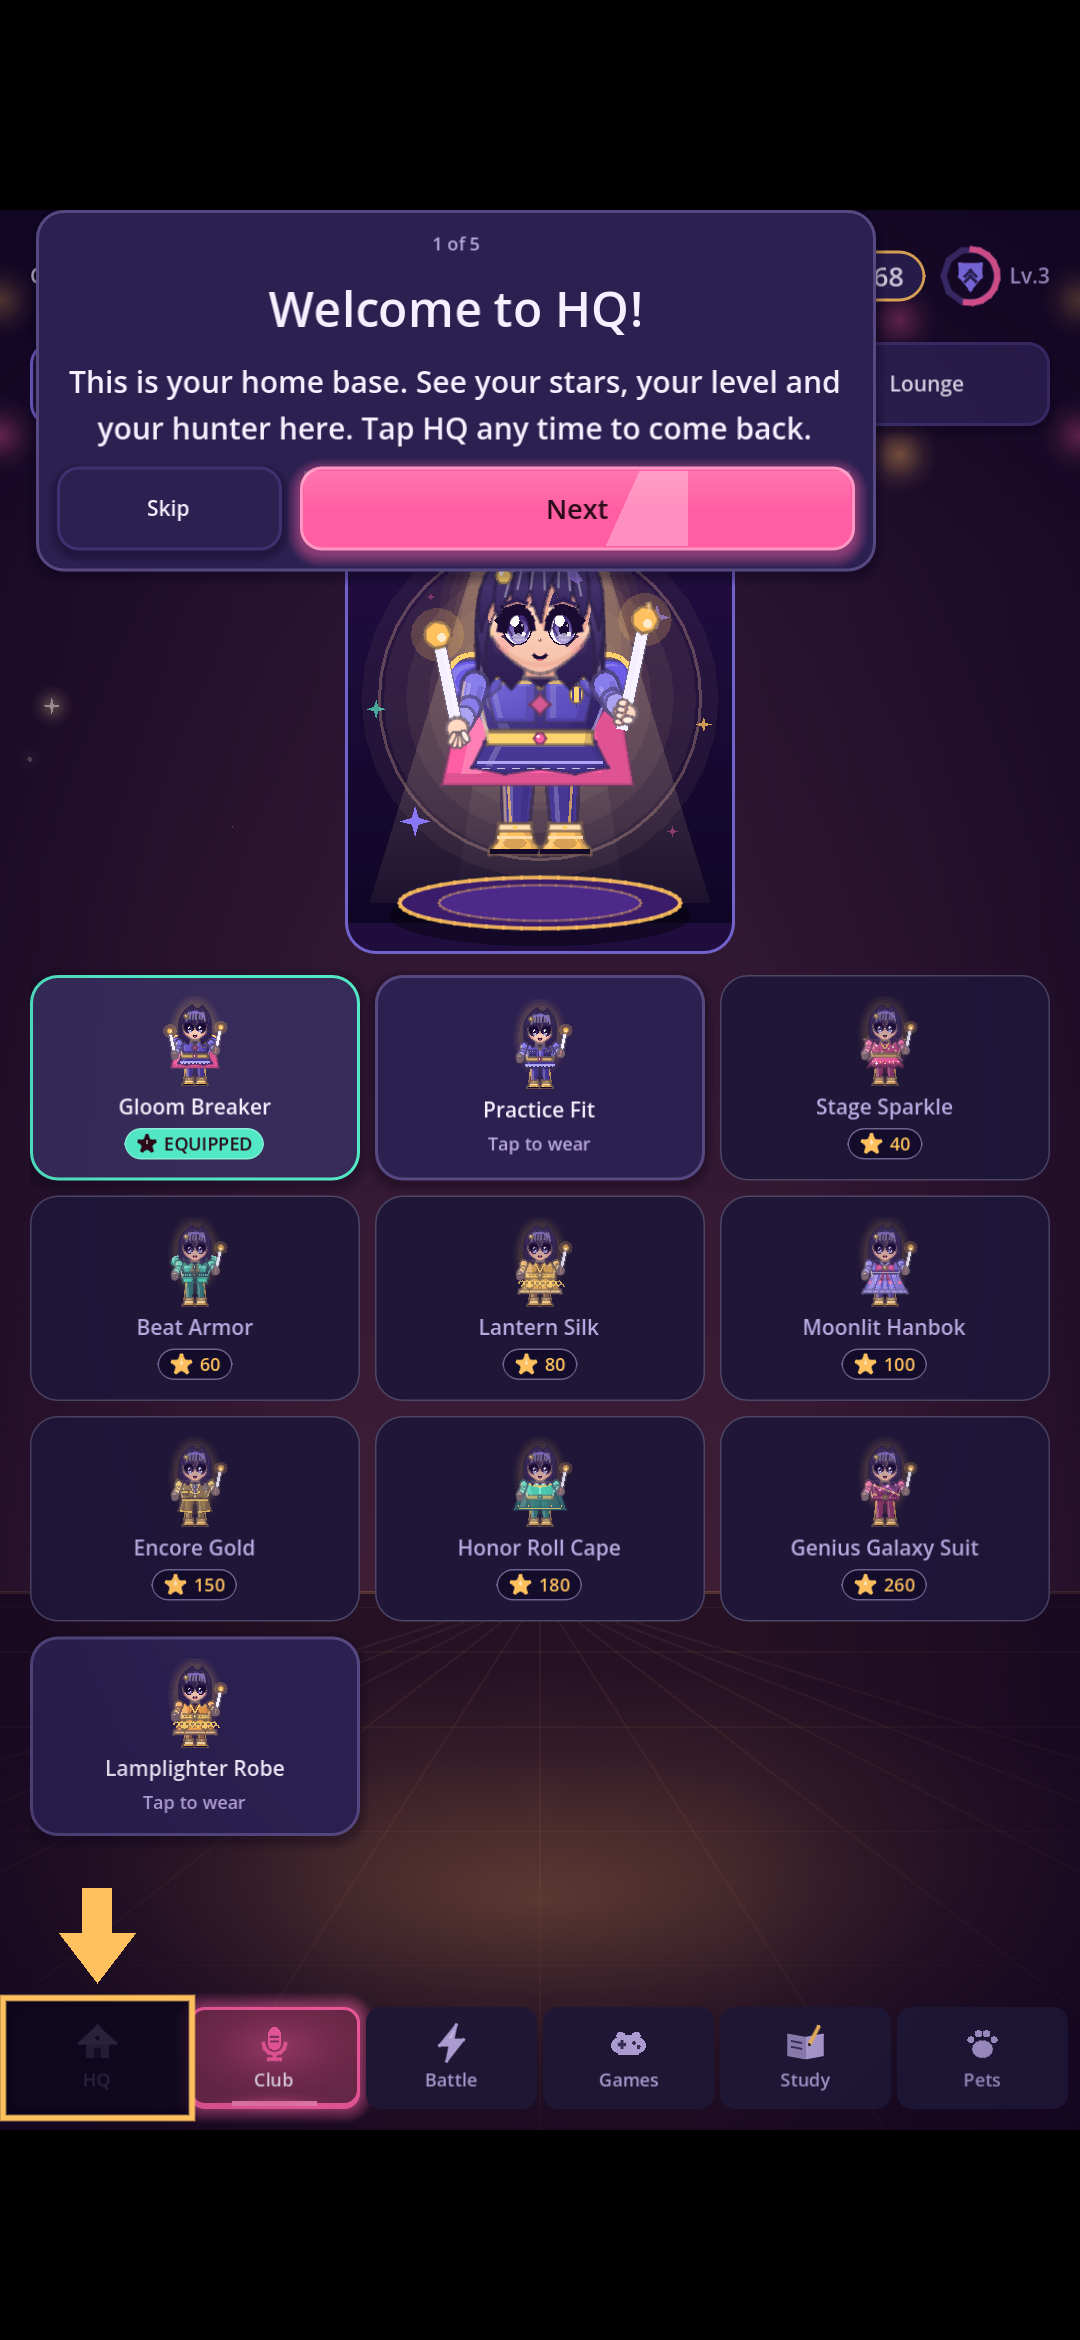 1 of 5
Welcome to HQ!
This is your home base. See your stars, your level and
your hunter here. Tap HQ any time to come back.
Skip
Next
68
Lv.3
Lounge
Gloom Breaker
EQUIPPED
Practice Fit
Tap to wear
Stage Sparkle
40
Beat Armor
60
Lantern Silk
80
Moonlit Hanbok
100
Encore Gold
150
Honor Roll Cape
180
Genius Galaxy Suit
260
Lamplighter Robe
Tap to wear
HQ
Club
Battle
Games
Study
Pets